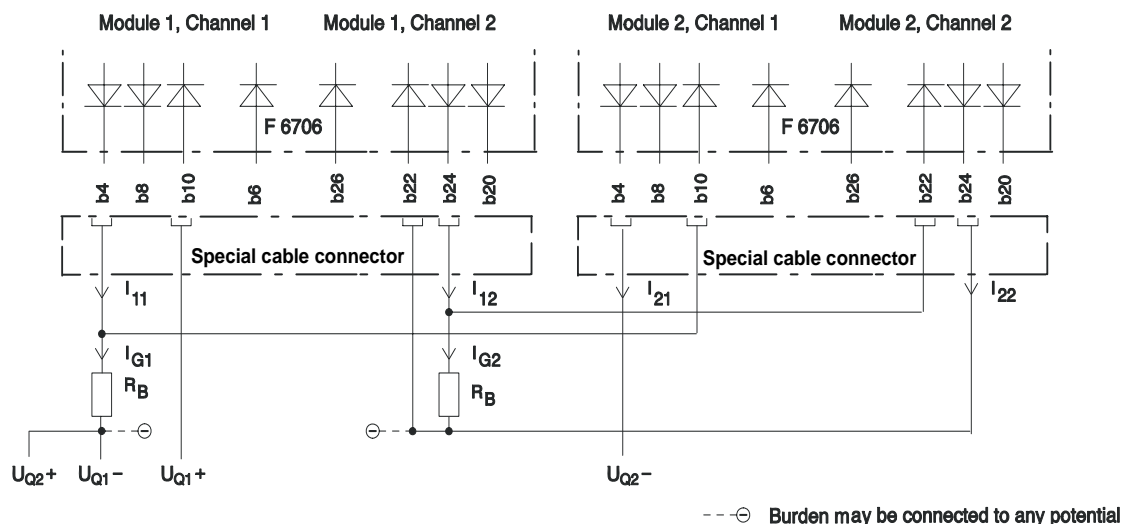 Module 1, Channel 1 Module 1, Channel 2 Module 2, Channel 1 Module 2, Channel 2
F 6706 F 6706
b4 b8 b10 b6 b26 b22 b24 b20 b4 b8 b10 b6 b26 b22 b24 b20
Special cable connector Special cable connector
I11 I12 I21 I22
IG1 IG2
RB RB
UQ2+ UQ1− UQ1+ UQ2−
Burden may be connected to any potential